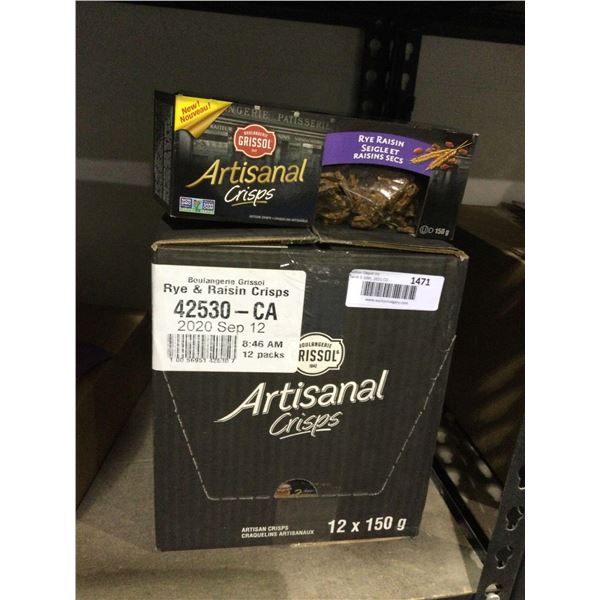 New!
Nouveau!
BOULANGERIE
GRISSOL
Artisanal
Crisps
RYE RAISIN
SEIGLE ET
RAISINS SECS
150 g
Boulangerie Grissol
Rye & Raisin Crisps
42530-CA
2020 Sep 12
8:46 AM
12 packs
1471
BOULANGERIE
GRISSOL
1942
Artisanal
Crisps
ARTISAN CRISPS
CRAQUELINS ARTISANAUX
12 x 150 g